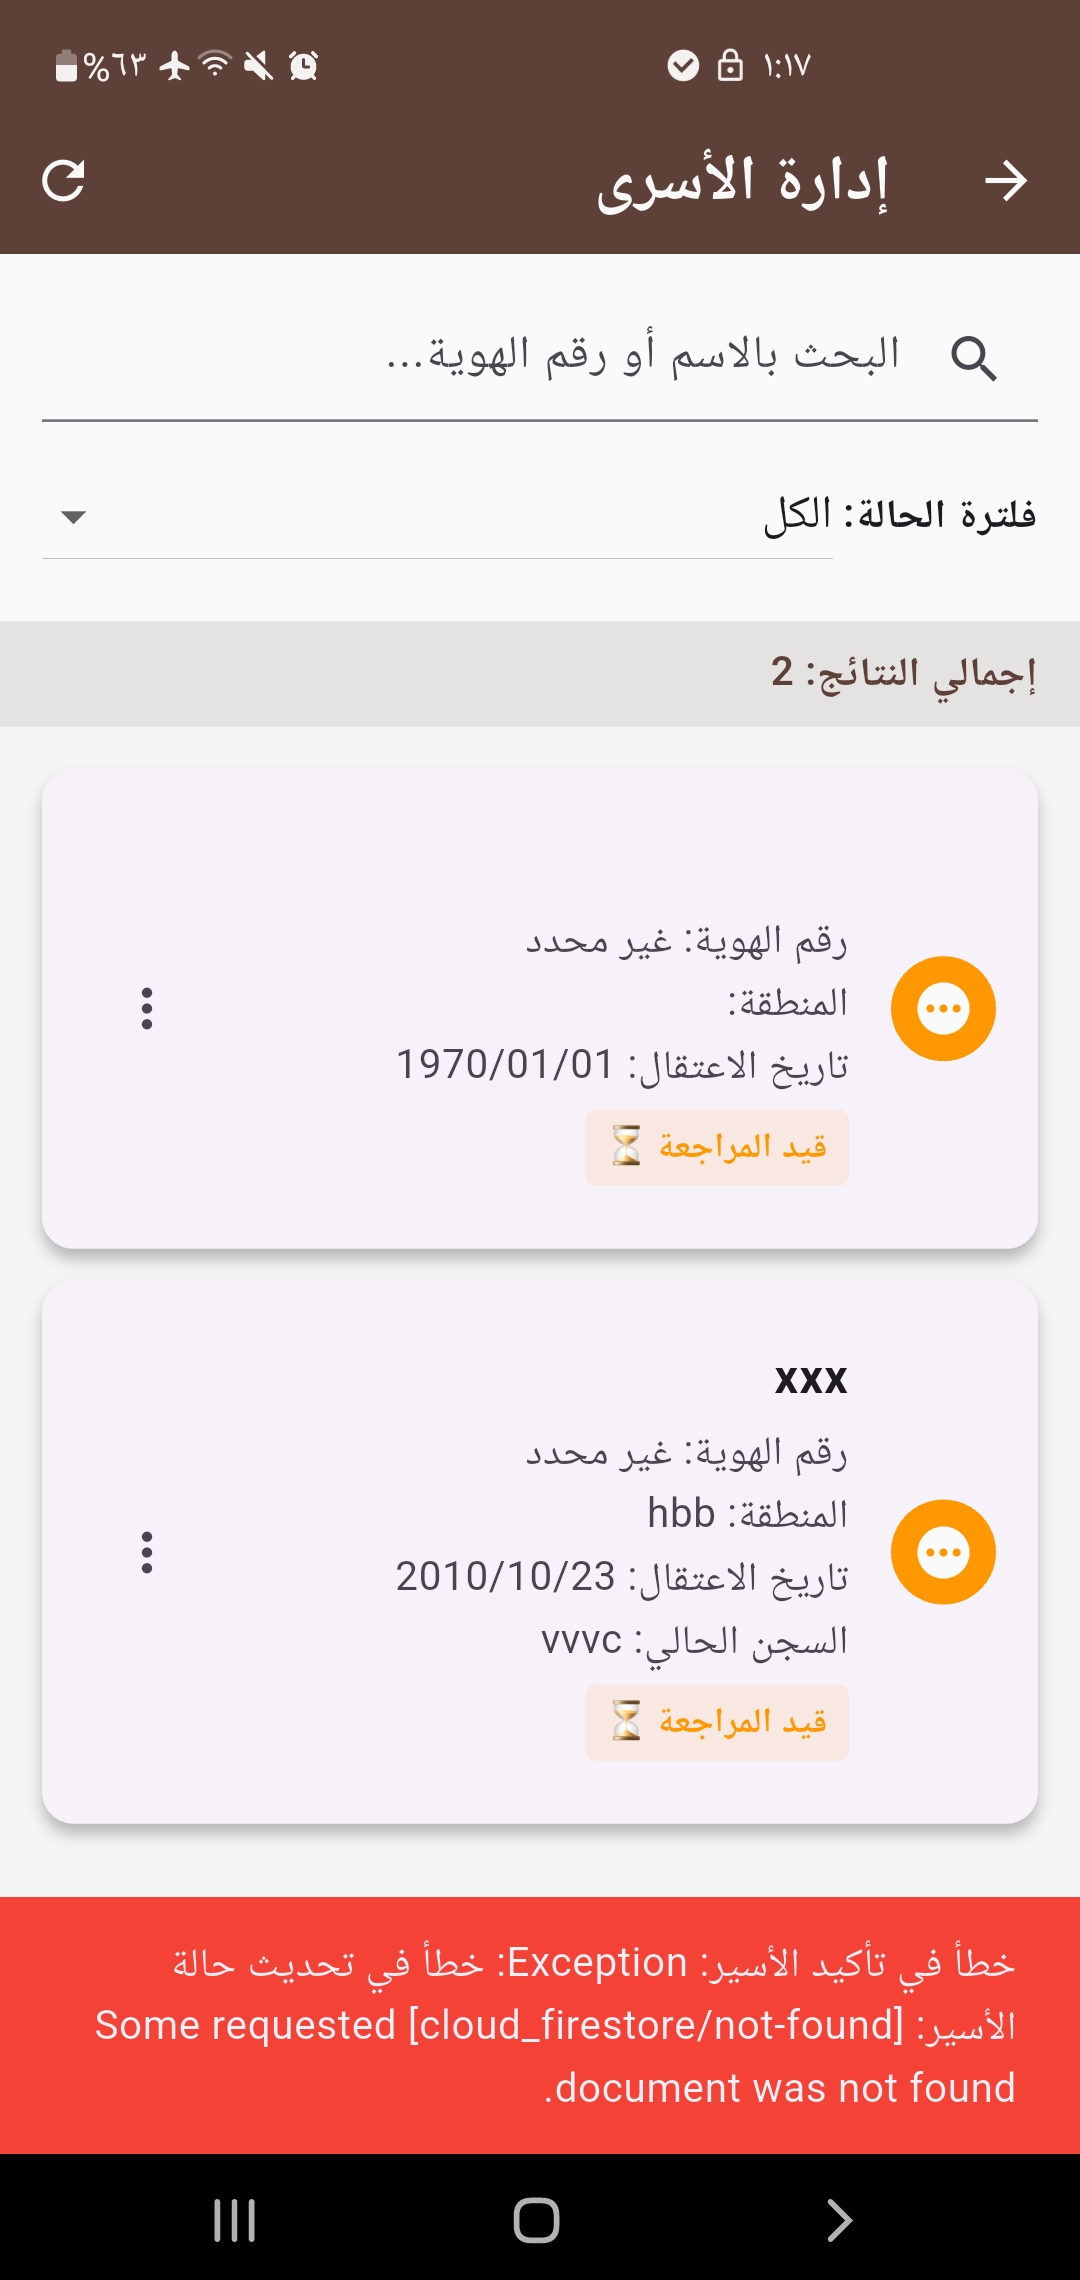 ١:١٧
%٦٣
إدارة الأسرى
البحث بالاسم أو رقم الهوية...
فلترة الحالة: الكل
إجمالي النتائج: 2
رقم الهوية: غير محدد
المنطقة:
تاريخ الاعتقال: 1970/01/01
قيد المراجعة ⏳
xxx
رقم الهوية: غير محدد
المنطقة: hbb
تاريخ الاعتقال: 2010/10/23
السجن الحالي: vvvc
قيد المراجعة ⏳
خطأ في تأكيد الأسير: Exception: خطأ في تحديث حالة
الأسير: [cloud_firestore/not-found] Some requested
document was not found.